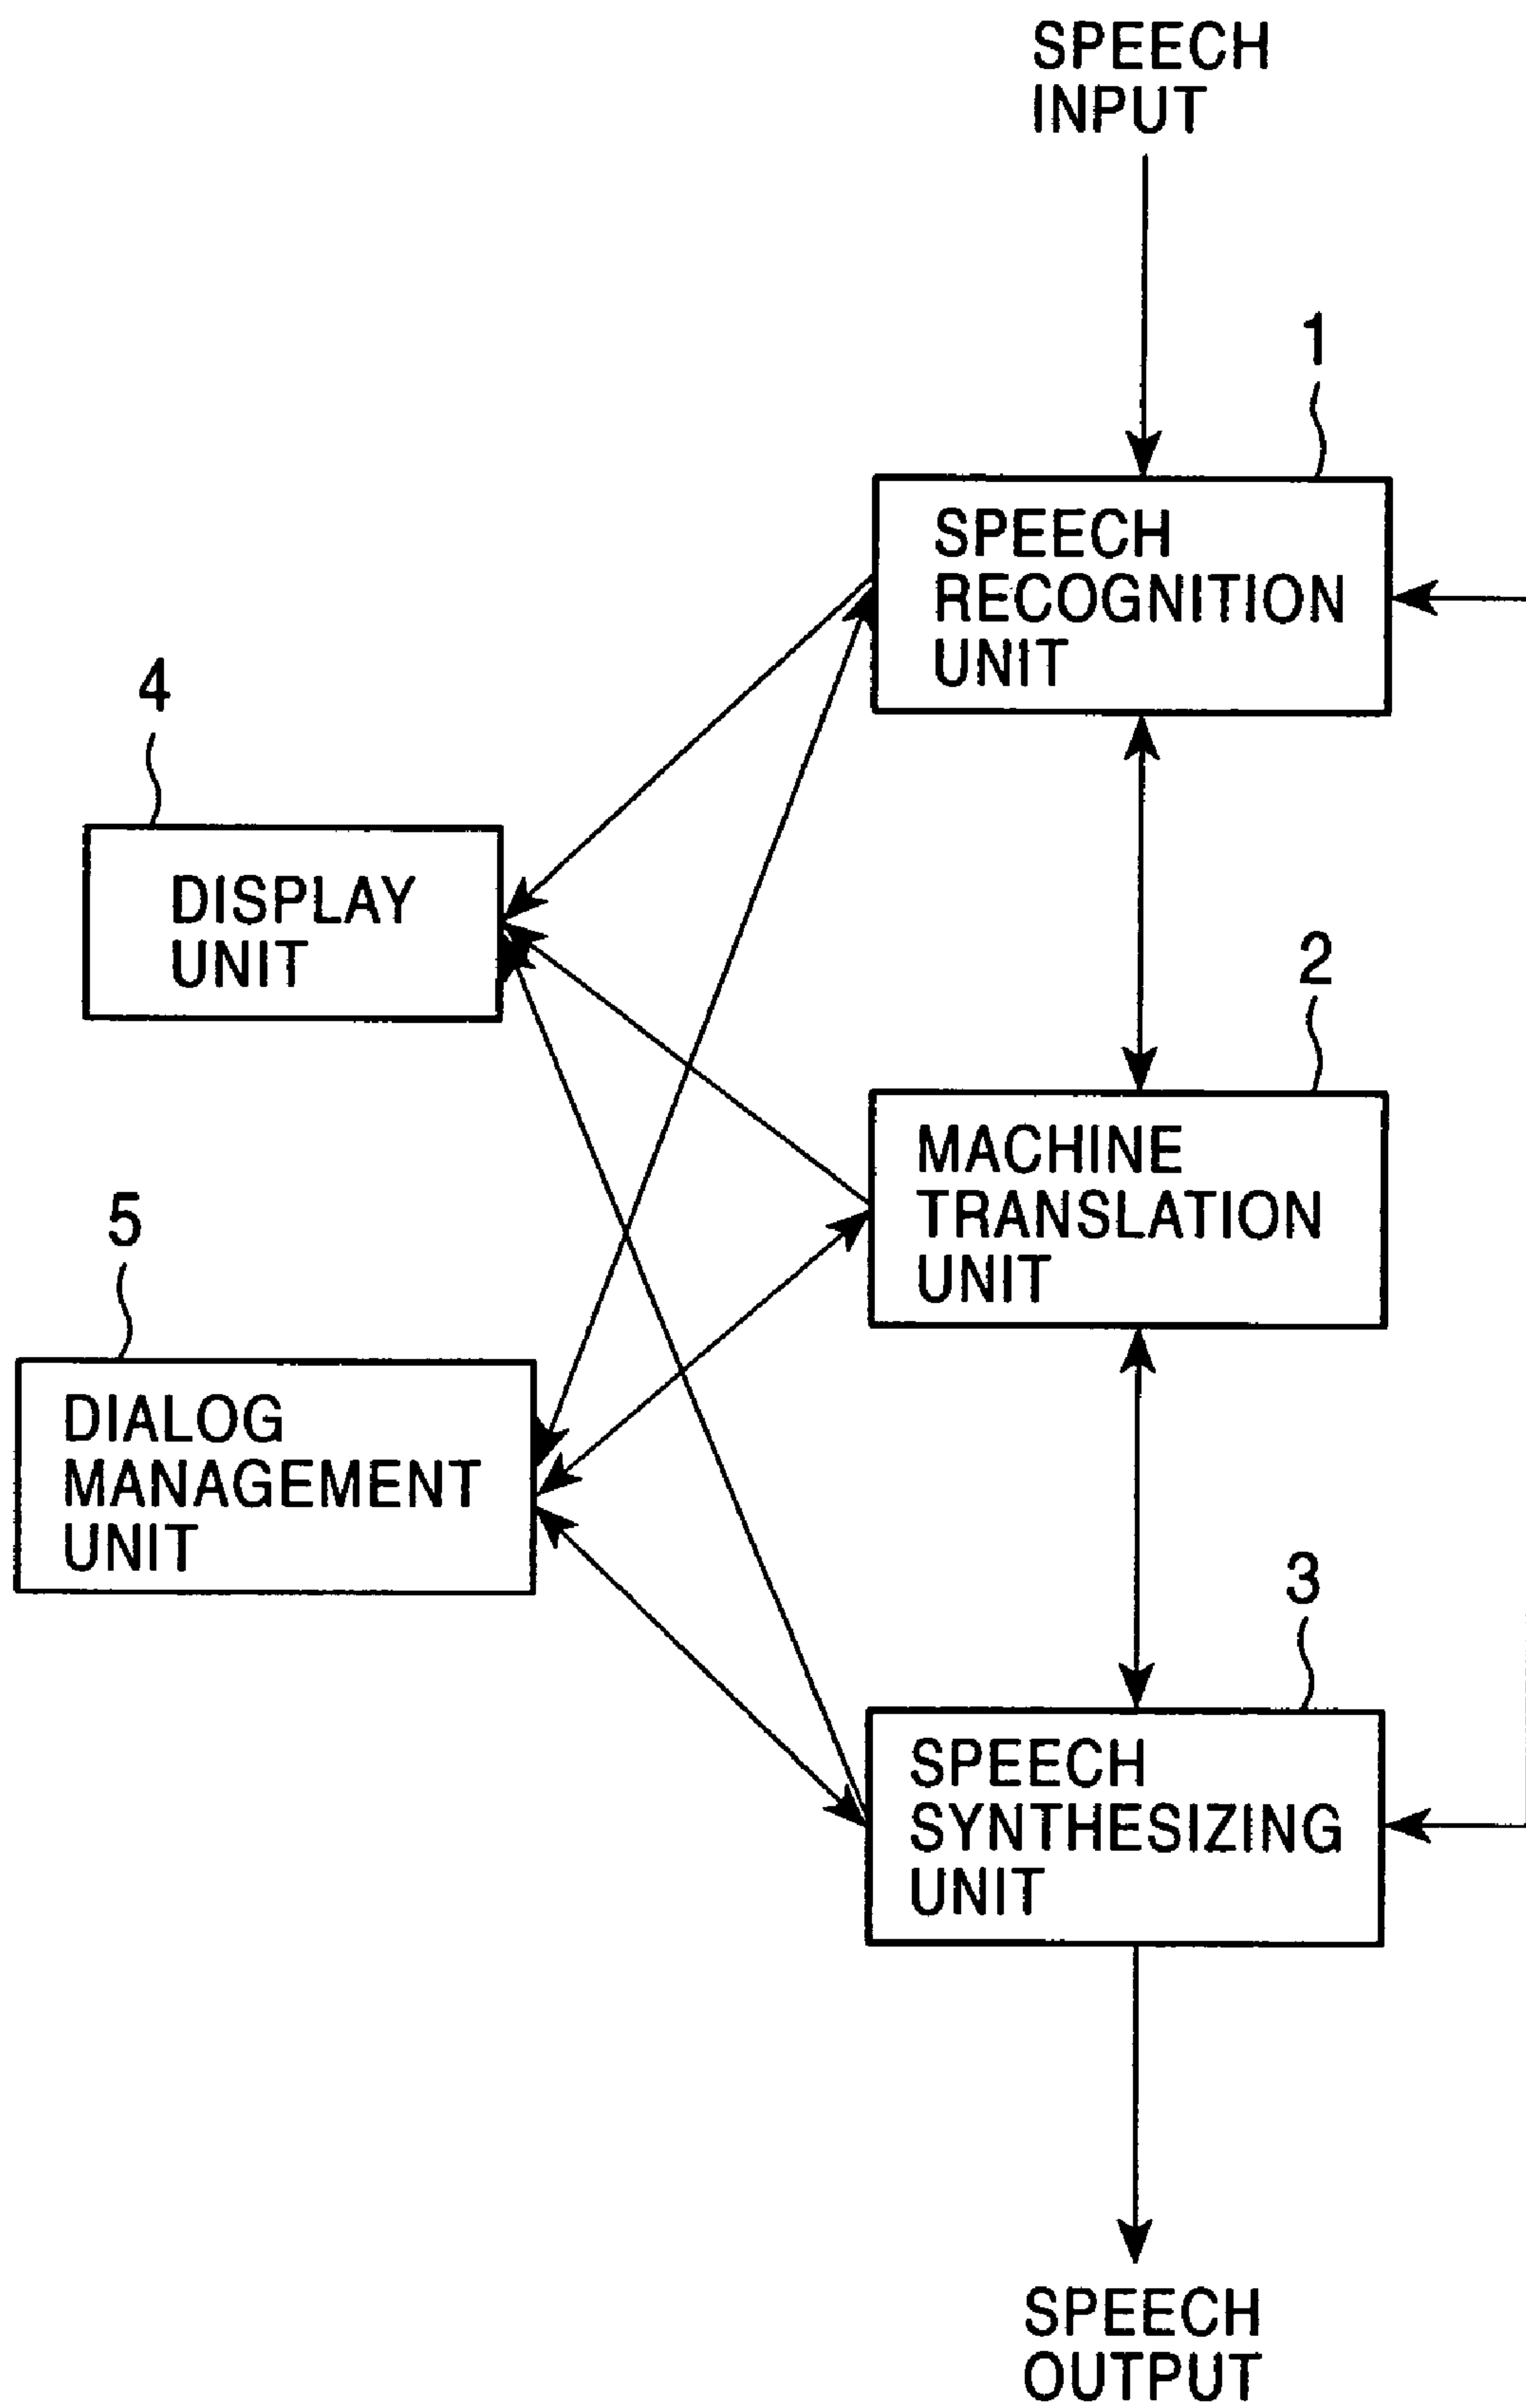 SPEECH
INPUT
1
SPEECH
RECOGNITION
UNIT
4
DISPLAY
UNIT
2
MACHINE
TRANSLATION
UNIT
5
DIALOG
MANAGEMENT
UNIT
3
SPEECH
SYNTHESIZING
UNIT
SPEECH
OUTPUT